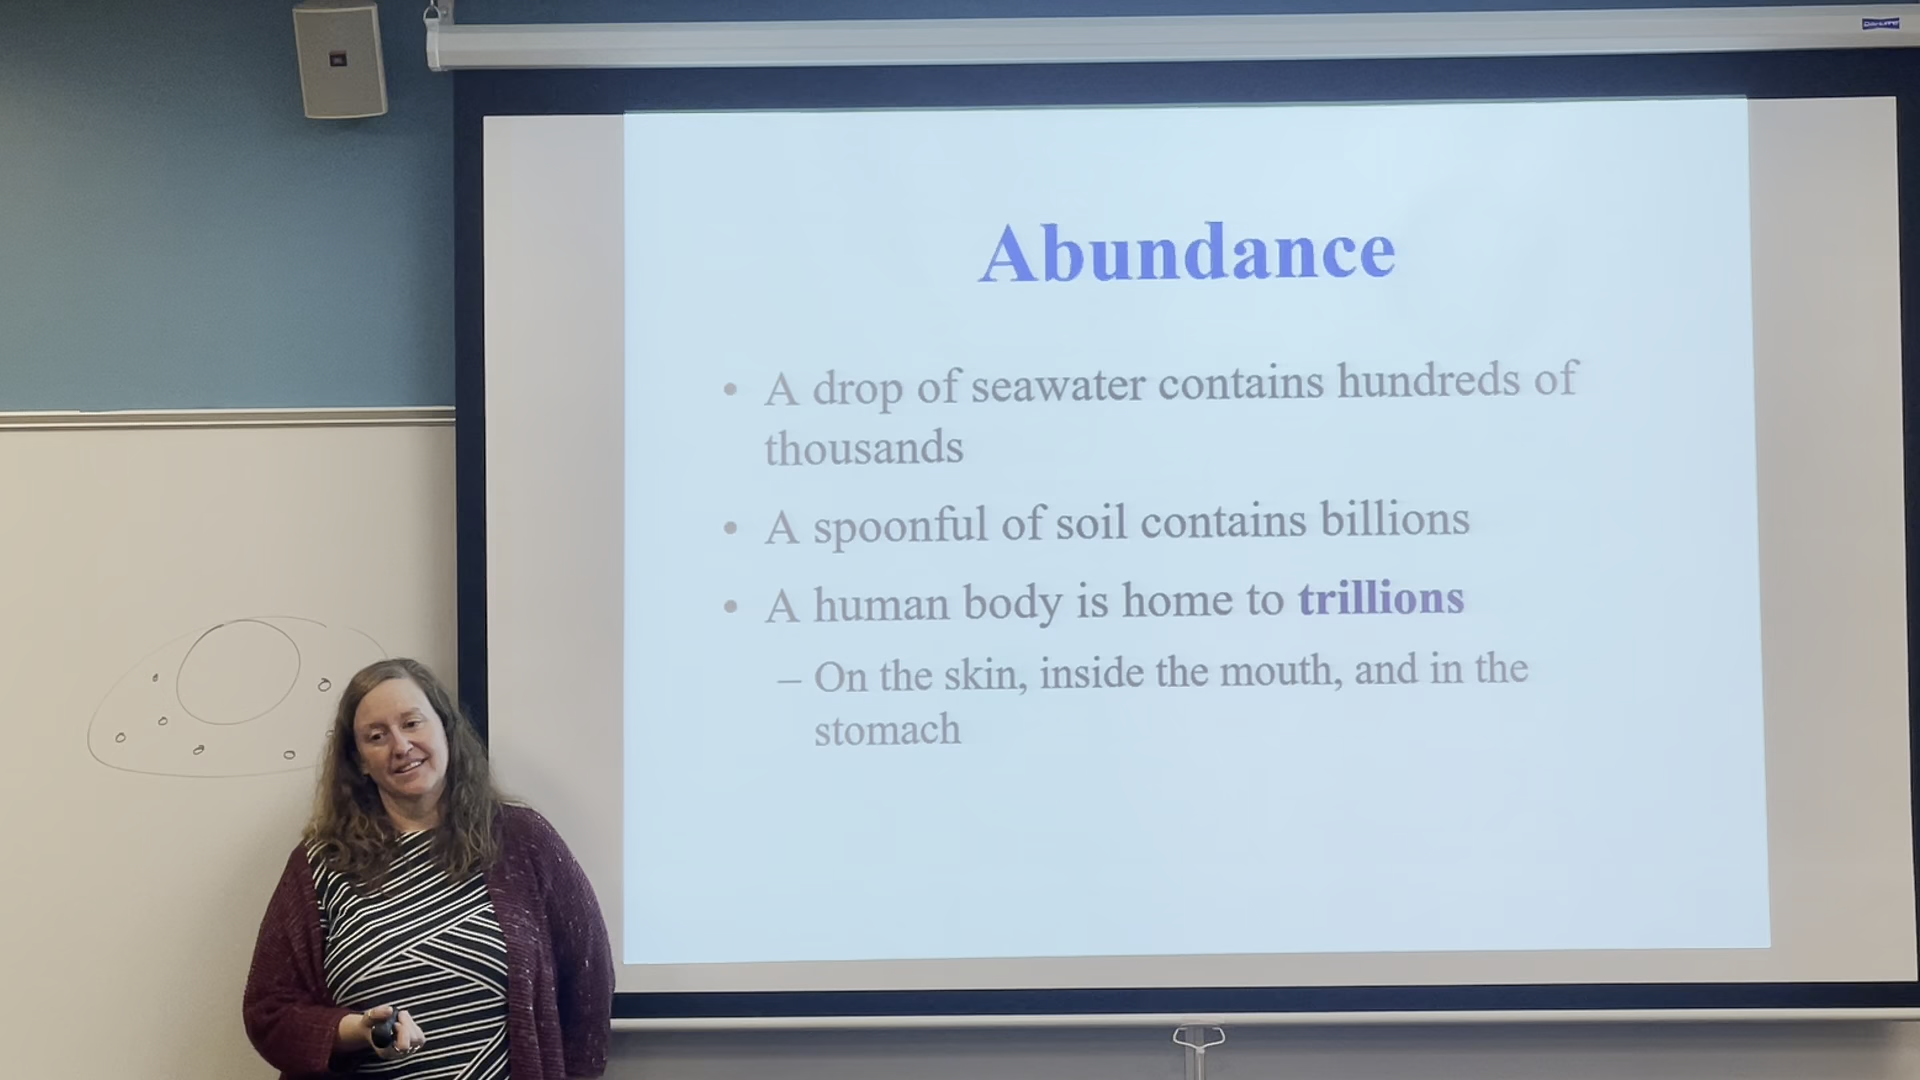 Abundance
• A drop of seawater contains hundreds of
thousands
• A spoonful of soil contains billions
• A human body is home to trillions
– On the skin, inside the mouth, and in the
stomach